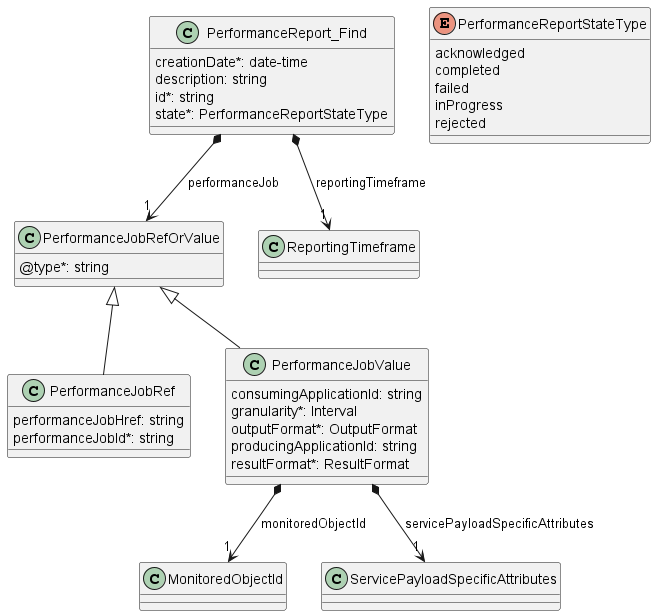 C PerformanceReport_Find
creationDate*: date-time
description: string
id*: string
state*: PerformanceReportStateType
E PerformanceReportStateType
acknowledged
completed
failed
inProgress
rejected
performanceJob
reportingTimeframe
1
1
C PerformanceJobRefOrValue
@type*: string
C ReportingTimeframe
C PerformanceJobRef
performanceJobHref: string
performanceJobId*: string
C PerformanceJobValue
consumingApplicationId: string
granularity*: Interval
outputFormat*: OutputFormat
producingApplicationId: string
resultFormat*: ResultFormat
monitoredObjectId
servicePayloadSpecificAttributes
1
1
C MonitoredObjectId
C ServicePayloadSpecificAttributes